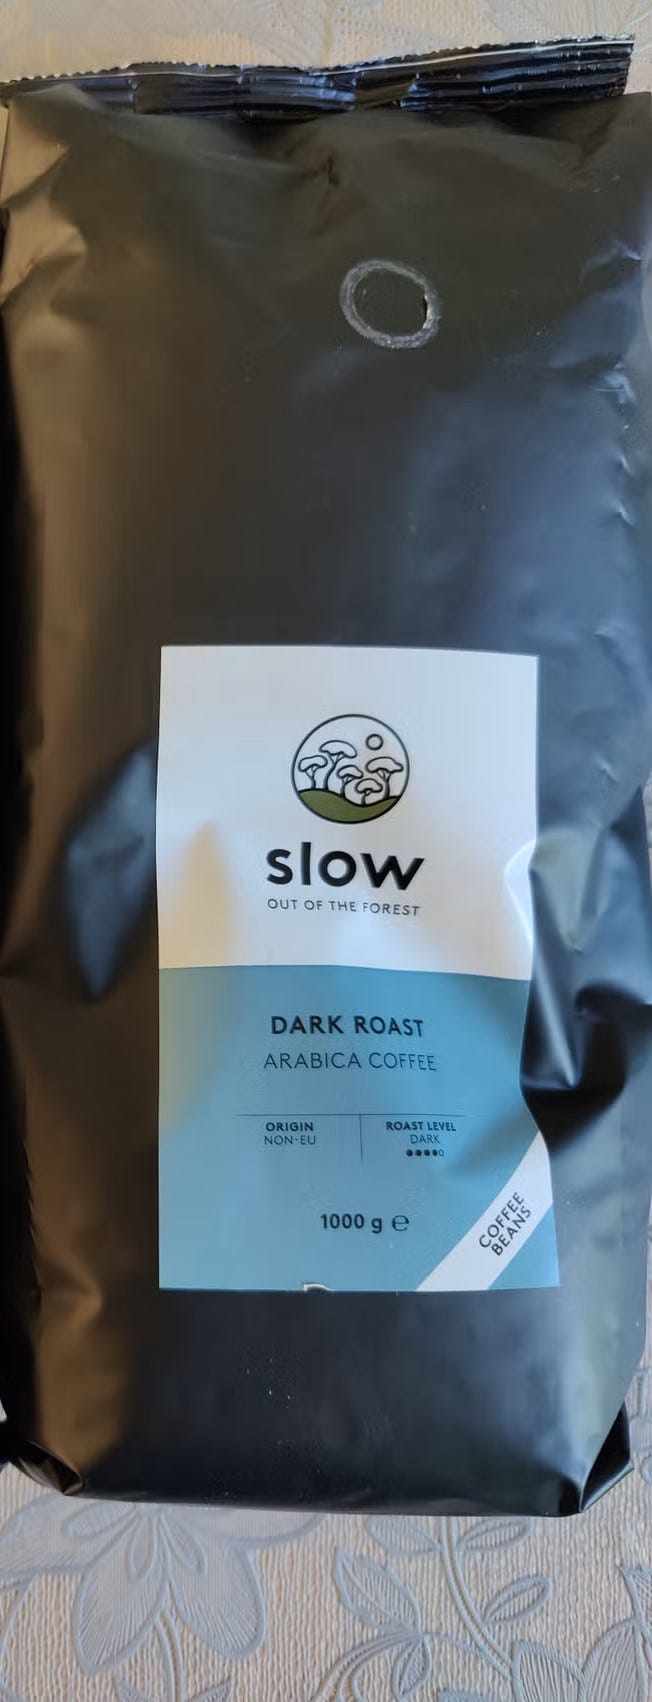 slow
OUT OF THE FOREST
DARK ROAST
ARABICA COFFEE
ORIGIN
NON-EU
ROAST LEVEL
DARK
1000 g ℮
COFFEE
BEANS